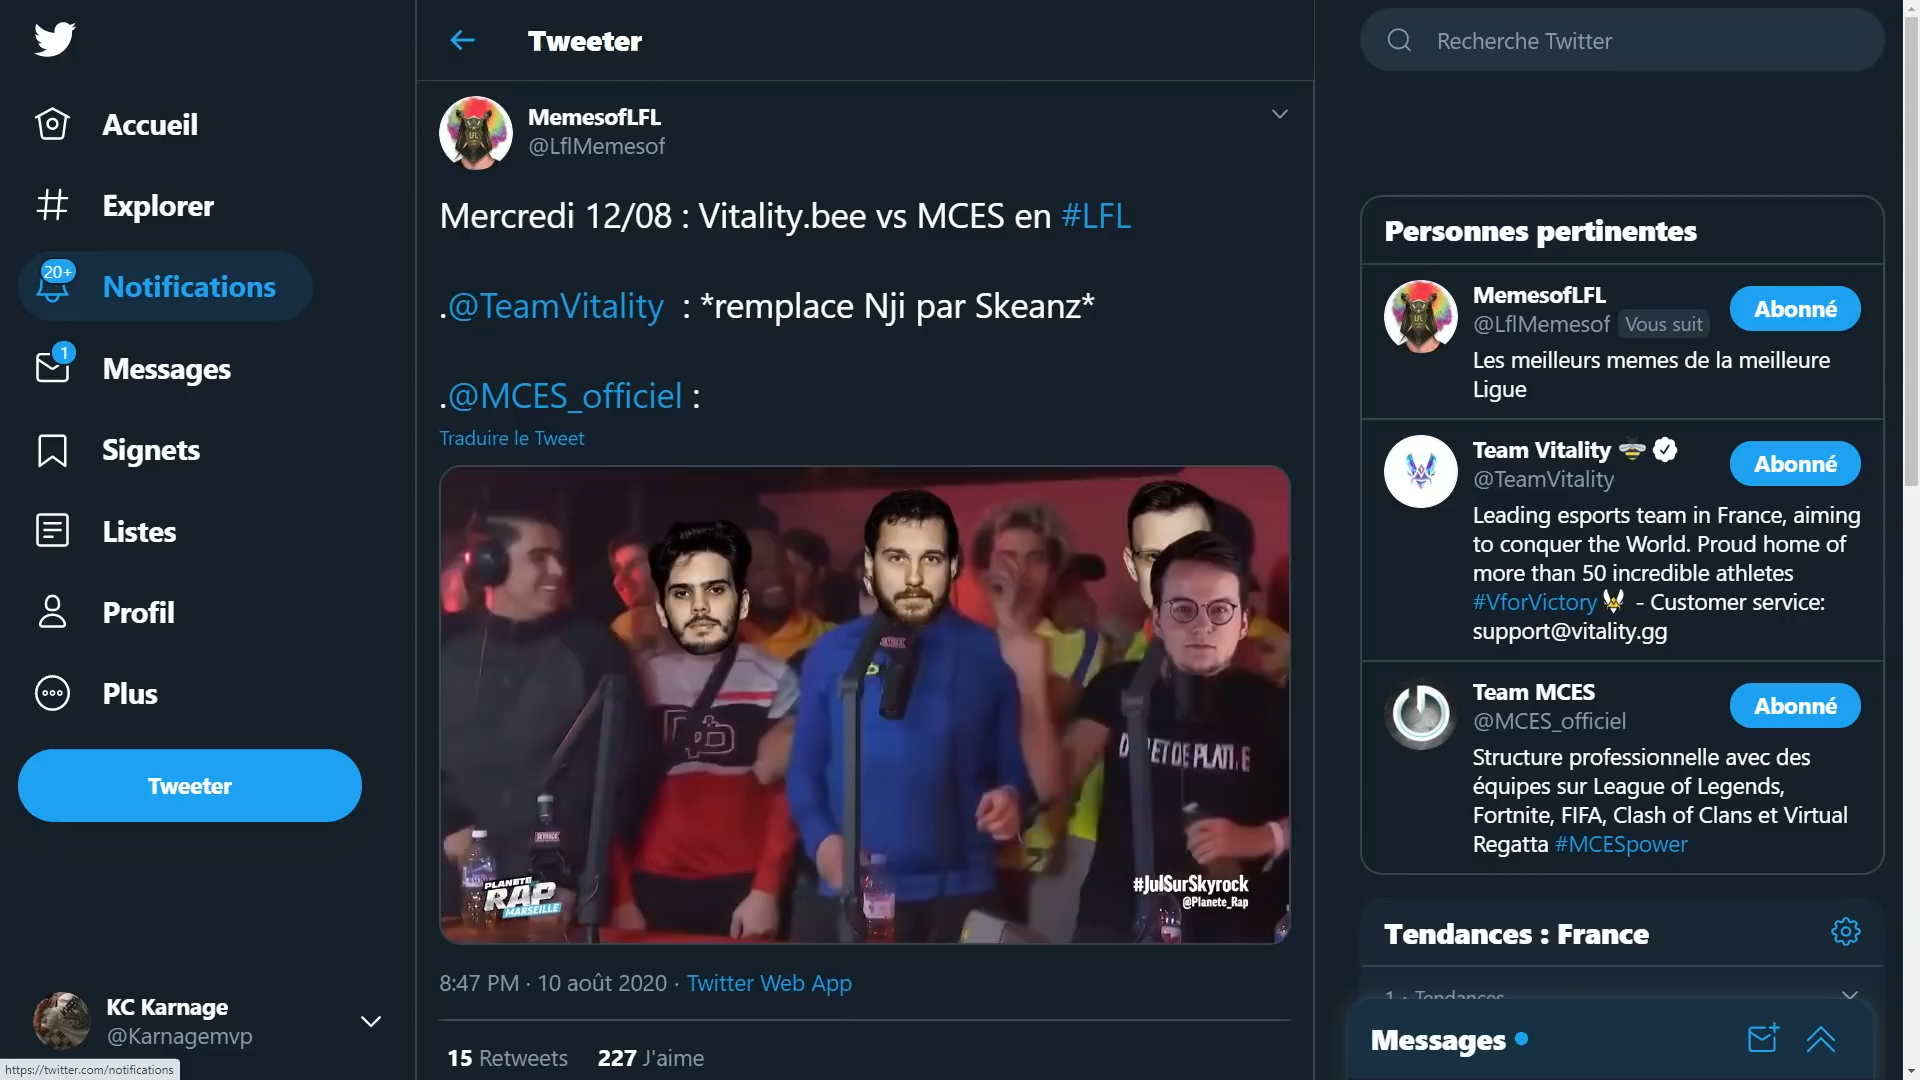 Tweeter
Recherche Twitter
Accueil
Explorer
20+
Notifications
1
Messages
Signets
Listes
Profil
Plus
Tweeter
KC Karnage
@Karnagemvp
https://twitter.com/notifications
MemesofLFL
@LflMemesof
Mercredi 12/08 : Vitality.bee vs MCES en #LFL
.@TeamVitality : *remplace Nji par Skeanz*
.@MCES_officiel :
Traduire le Tweet
SKYROCK
SKYROCK
PLANETE
RAP
MARSEILLE
#JulSurSkyrock
@Planete_Rap
8:47 PM · 10 août 2020 · Twitter Web App
15 Retweets 227 J'aime
Personnes pertinentes
MemesofLFL
@LflMemesof Vous suit
Abonné
Les meilleurs memes de la meilleure
Ligue
Team Vitality
@TeamVitality
Abonné
Leading esports team in France, aiming
to conquer the World. Proud home of
more than 50 incredible athletes
#VforVictory - Customer service:
support@vitality.gg
Team MCES
@MCES_officiel
Abonné
Structure professionnelle avec des
équipes sur League of Legends,
Fortnite, FIFA, Clash of Clans et Virtual
Regatta #MCESpower
Tendances : France
1 · Tendances
Messages